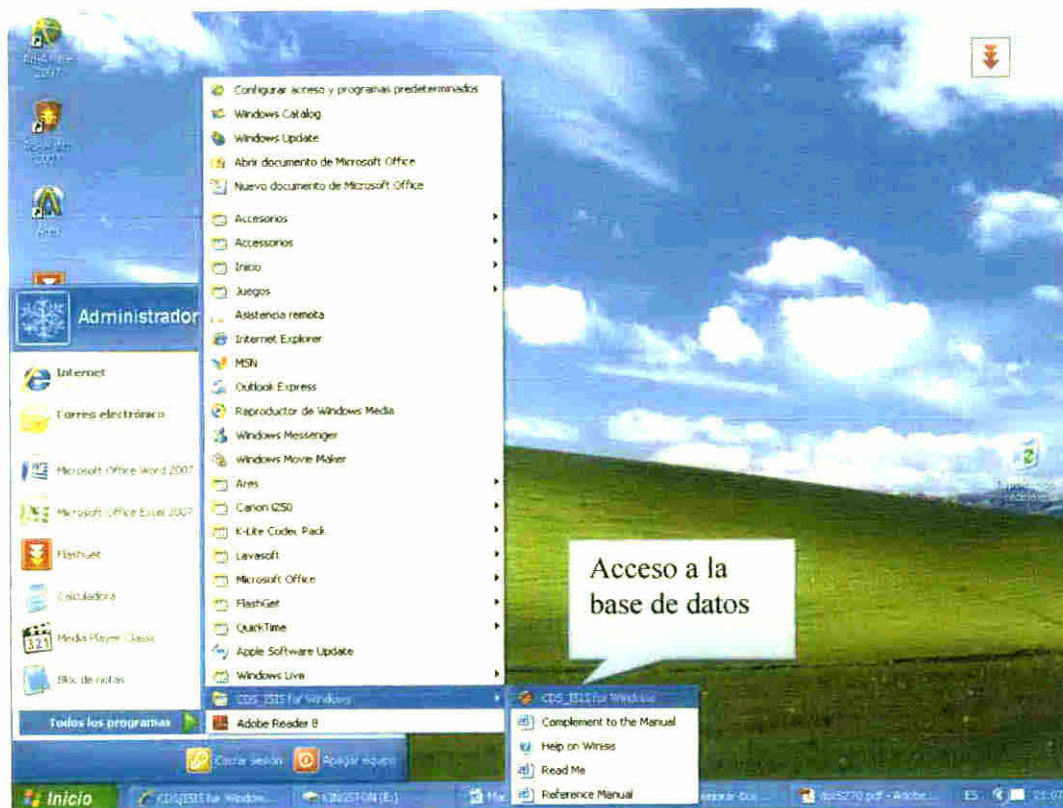 2007
2007
Ares
Administrador
Internet
Correo electrónico
Microsoft Office Word 2007
Microsoft Office Excel 2007
FlashGet
Calculadora
Media Player Classic
Bloc de notas
Todos los programas
Configurar acceso y programas predeterminados
Windows Catalog
Windows Update
Abrir documento de Microsoft Office
Nuevo documento de Microsoft Office
Accesorios
Accessorios
Inicio
Juegos
Asistencia remota
Internet Explorer
MSN
Outlook Express
Reproductor de Windows Media
Windows Messenger
Windows Movie Maker
Ares
Canon i250
K-Lite Codec Pack
Lavasoft
Microsoft Office
FlashGet
QuickTime
Apple Software Update
Windows Live
CDS_ISIS for Windows
Adobe Reader 8
CDS_ISIS for Windows
Complement to the Manual
Help on Winisis
Read Me
Reference Manual
Acceso a la
base de datos
Cerrar sesión
Apagar equipo
Inicio
KINGSTON (E:)
ES